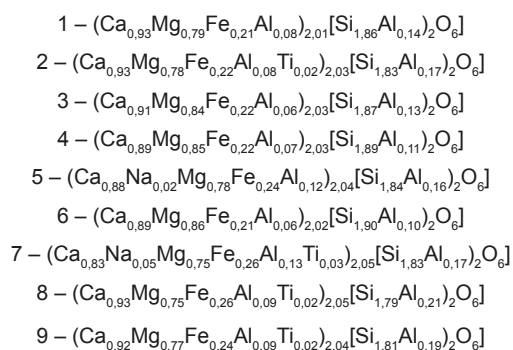 1 – (Ca0,93Mg0,79Fe0,21Al0,08)2,01[Si1,86Al0,14)2O6]
2 – (Ca0,93Mg0,78Fe0,22Al0,08Ti0,02)2,03[Si1,83Al0,17)2O6]
3 – (Ca0,91Mg0,84Fe0,22Al0,06)2,03[Si1,87Al0,13)2O6]
4 – (Ca0,89Mg0,85Fe0,22Al0,07)2,03[Si1,89Al0,11)2O6]
5 – (Ca0,88Na0,02Mg0,78Fe0,24Al0,12)2,04[Si1,84Al0,16)2O6]
6 – (Ca0,89Mg0,86Fe0,21Al0,06)2,02[Si1,90Al0,10)2O6]
7 – (Ca0,83Na0,05Mg0,75Fe0,26Al0,13Ti0,03)2,05[Si1,83Al0,17)2O6]
8 – (Ca0,93Mg0,75Fe0,26Al0,09Ti0,02)2,05[Si1,79Al0,21)2O6]
9 – (Ca0,92Mg0,77Fe0,24Al0,09Ti0,02)2,04[Si1,81Al0,19)2O6]